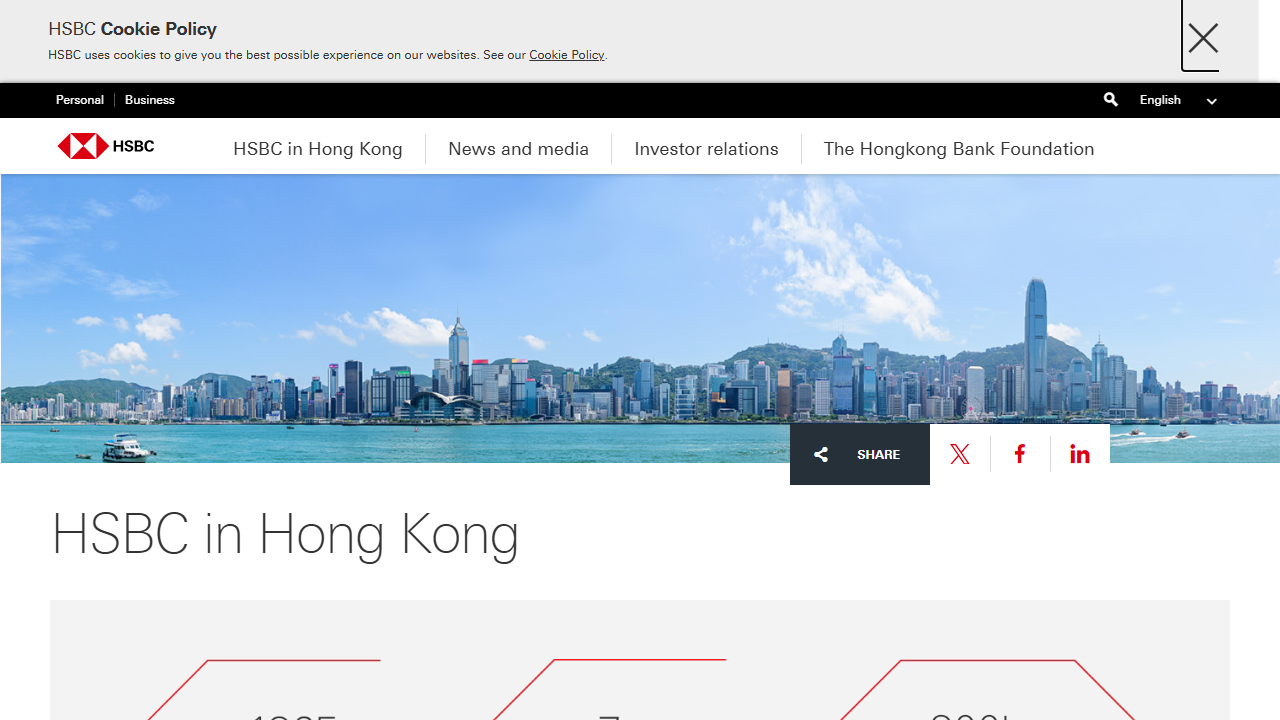 HSBC Cookie Policy
HSBC uses cookies to give you the best possible experience on our websites. See our Cookie Policy.
Personal
Business
English
HSBC
HSBC in Hong Kong
News and media
Investor relations
The Hongkong Bank Foundation
SHARE
HSBC in Hong Kong